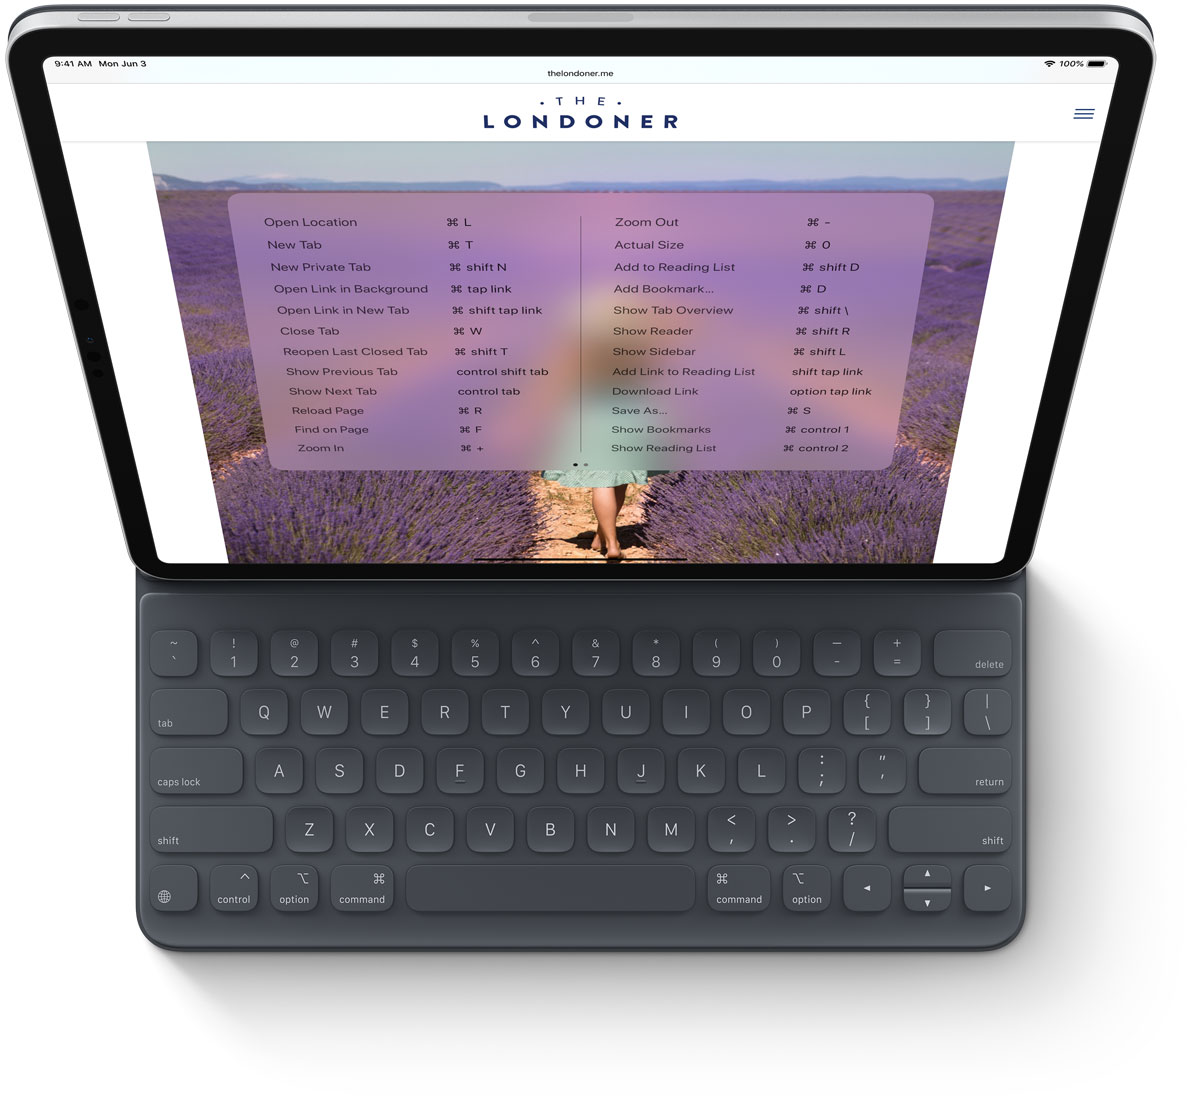 9:41 AM Mon Jun 3
100%
thelondoner.me
· THE ·
LONDONER
Open Location ⌘ L
New Tab ⌘ T
New Private Tab ⌘ shift N
Open Link in Background ⌘ tap link
Open Link in New Tab ⌘ shift tap link
Close Tab ⌘ W
Reopen Last Closed Tab ⌘ shift T
Show Previous Tab control shift tab
Show Next Tab control tab
Reload Page ⌘ R
Find on Page ⌘ F
Zoom In ⌘ +
Zoom Out ⌘ -
Actual Size ⌘ 0
Add to Reading List ⌘ shift D
Add Bookmark... ⌘ D
Show Tab Overview ⌘ shift \
Show Reader ⌘ shift R
Show Sidebar ⌘ shift L
Add Link to Reading List shift tap link
Download Link option tap link
Save As... ⌘ S
Show Bookmarks ⌘ control 1
Show Reading List ⌘ control 2
~ ! @ # $ % ^ & * ( ) — +
` 1 2 3 4 5 6 7 8 9 0 - = delete
tab Q W E R T Y U I O P { [ } ] | \
caps lock A S D F G H J K L : ; " ' return
shift Z X C V B N M < , > . ? / shift
^ ⌥ ⌘ ⌘ ⌥ ◂ ▴ ▸
control option command command option ▾